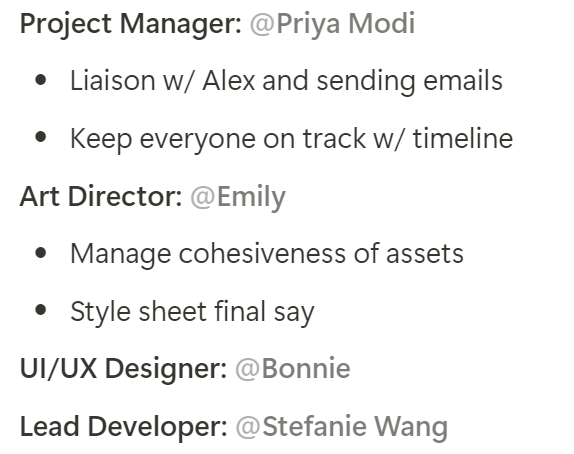 Project Manager: @Priya Modi
• Liaison w/ Alex and sending emails
• Keep everyone on track w/ timeline
Art Director: @Emily
• Manage cohesiveness of assets
• Style sheet final say
UI/UX Designer: @Bonnie
Lead Developer: @Stefanie Wang